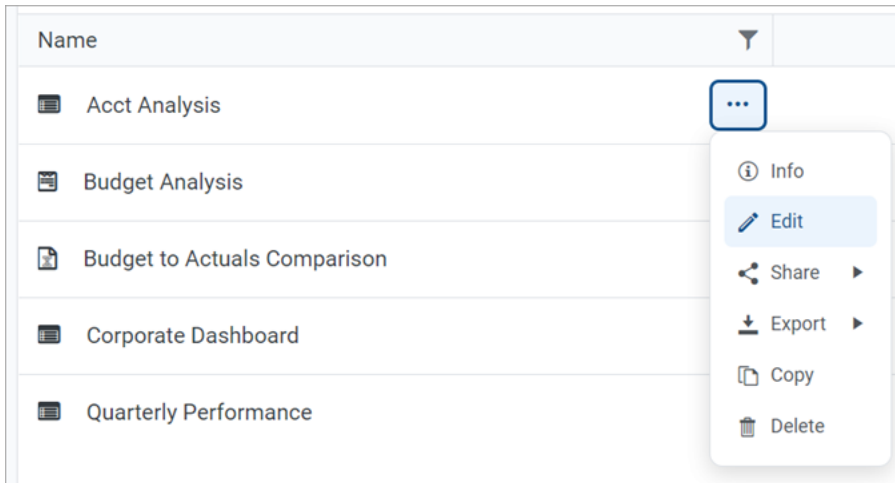 Name
Acct Analysis
Budget Analysis
Budget to Actuals Comparison
Corporate Dashboard
Quarterly Performance
Info
Edit
Share
Export
Copy
Delete